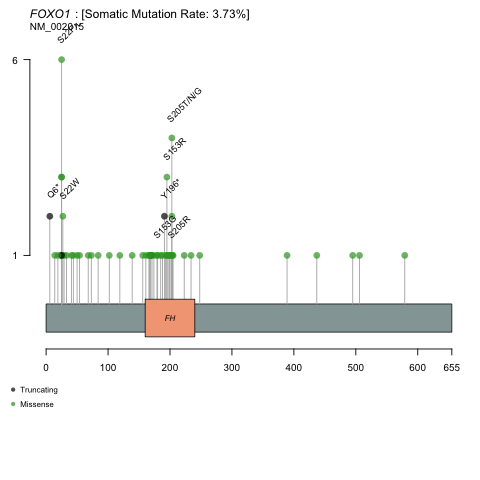 FOXO1 : [Somatic Mutation Rate: 3.73%]
NM_002015
6
S205T/N/G
S153R
Q6*
S22W
Y196*
S153G
S205R
1
FH
0
100
200
300
400
500
600
655
Truncating
Missense